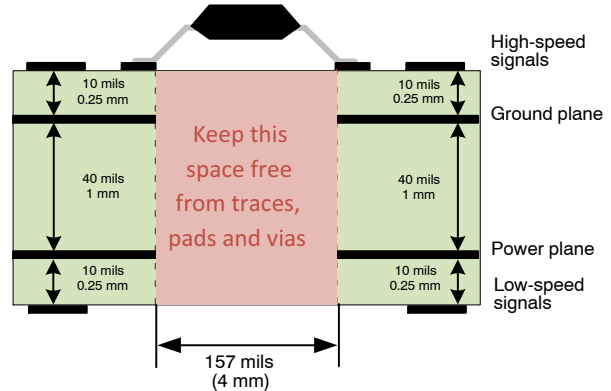 High-speed
signals
10 mils
0.25 mm
10 mils
0.25 mm
Ground plane
Keep this
space free
from traces,
pads and vias
40 mils
1 mm
40 mils
1 mm
Power plane
10 mils
0.25 mm
10 mils
0.25 mm
Low-speed
signals
157 mils
(4 mm)